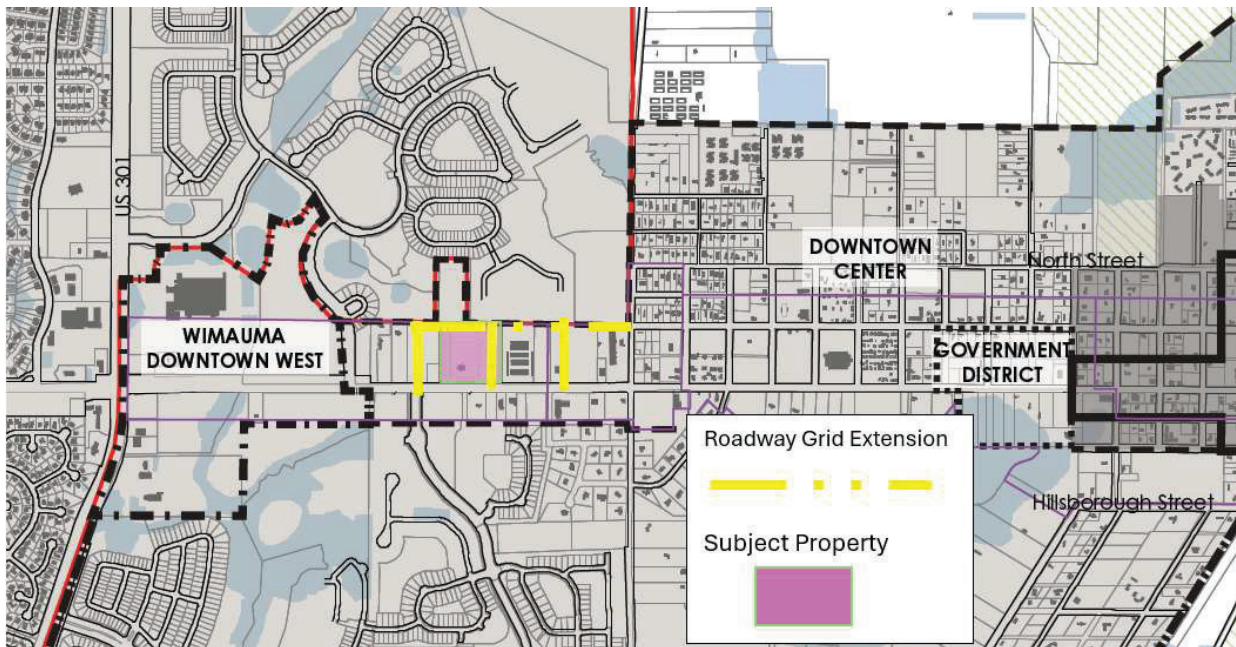 US 301
DOWNTOWN
CENTER
North Street
WIMAUMA
DOWNTOWN WEST
GOVERNMENT
DISTRICT
Roadway Grid Extension
Hillsborough Street
Subject Property